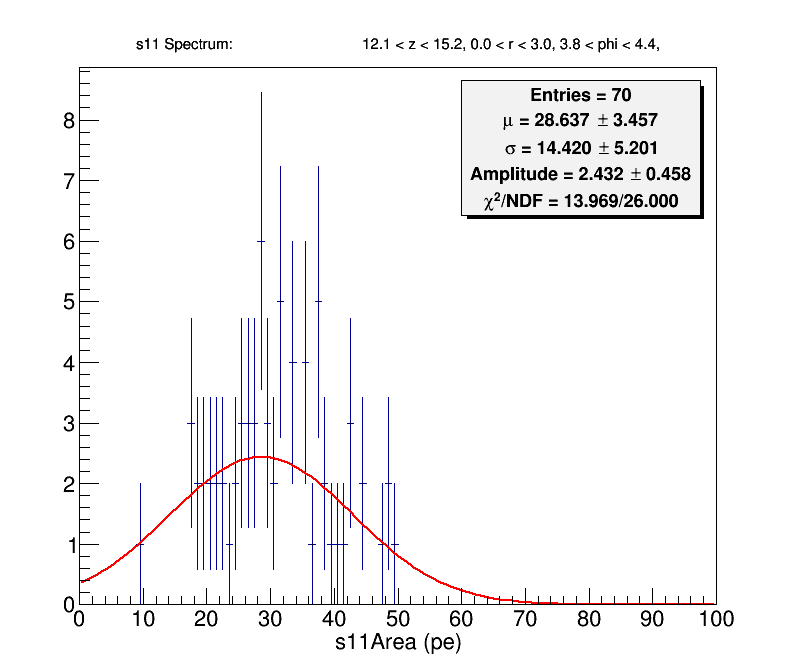 s11 Spectrum: 12.1 < z < 15.2, 0.0 < r < 3.0, 3.8 < phi < 4.4,
Entries = 70
μ = 28.637 ± 3.457
σ = 14.420 ± 5.201
Amplitude = 2.432 ± 0.458
χ²/NDF = 13.969/26.000
8
7
6
5
4
3
2
1
0
0 10 20 30 40 50 60 70 80 90 100
s11Area (pe)